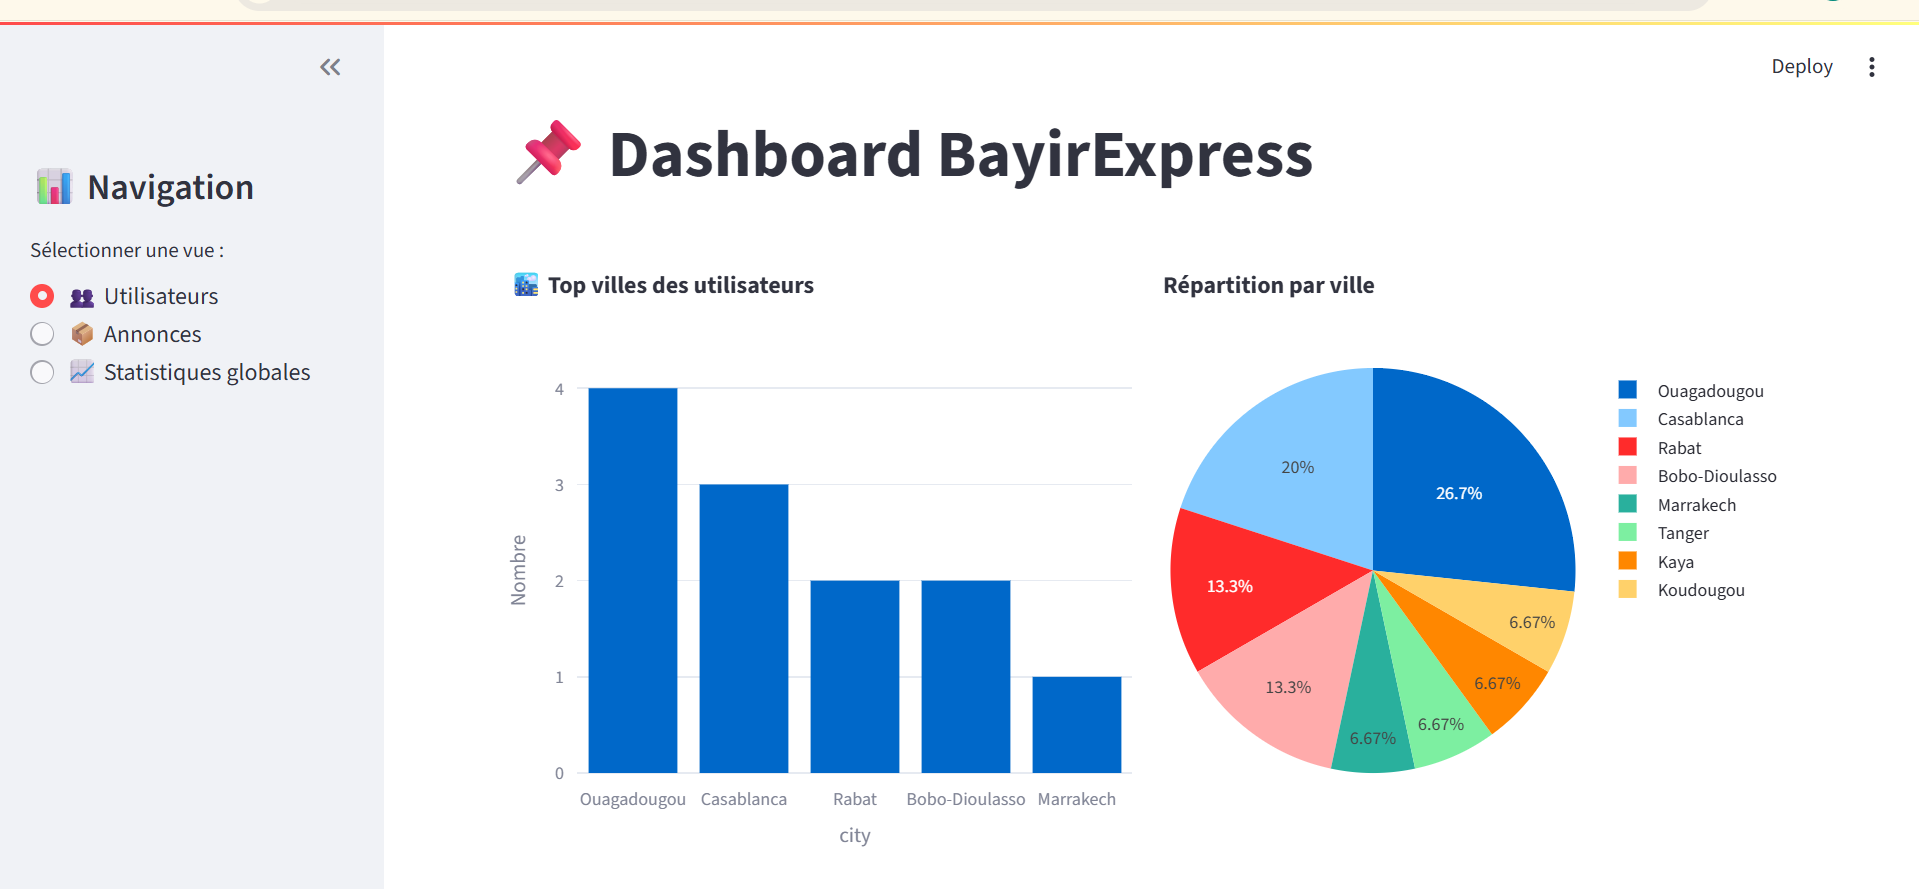 Deploy
Navigation
Sélectionner une vue :
Utilisateurs
Annonces
Statistiques globales
Dashboard BayirExpress
Top villes des utilisateurs
4
3
2
1
0
Nombre
Ouagadougou Casablanca Rabat Bobo-Dioulasso Marrakech
city
Répartition par ville
26.7%
20%
13.3%
13.3%
6.67%
6.67%
6.67%
6.67%
Ouagadougou
Casablanca
Rabat
Bobo-Dioulasso
Marrakech
Tanger
Kaya
Koudougou